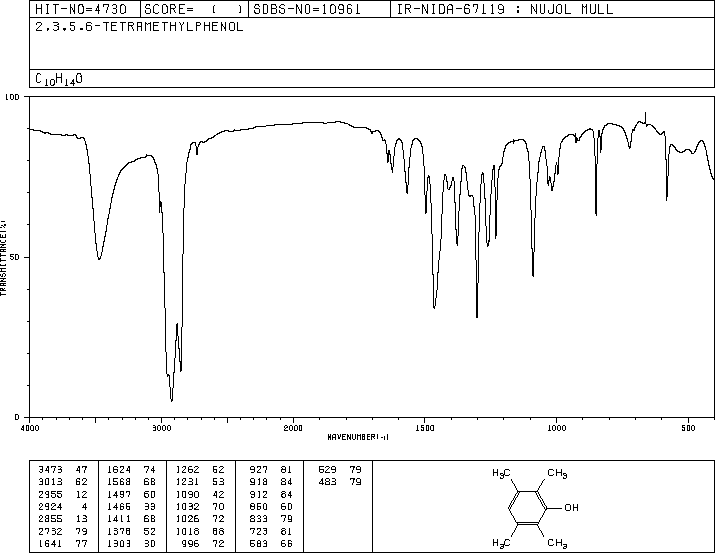 HIT-NO=4730 SCORE= ( ) SDBS-NO=10961 IR-NIDA-67119 : NUJOL MULL
2,3,5,6-TETRAMETHYLPHENOL
C10H14O
100
50
0
TRANSMITTANCE(%)
4000 3000 2000 1500 1000 500
WAVENUMBER(-1)
3473 47 1624 74 1262 52 927 81 529 79
3013 62 1568 68 1231 53 918 84 483 79
2955 12 1497 60 1090 42 912 84
2924 4 1466 33 1032 70 850 60
2855 13 1411 68 1026 72 833 79
2732 79 1378 52 1018 68 723 81
1641 77 1303 30 996 72 583 66
H3C CH3
OH
H3C CH3